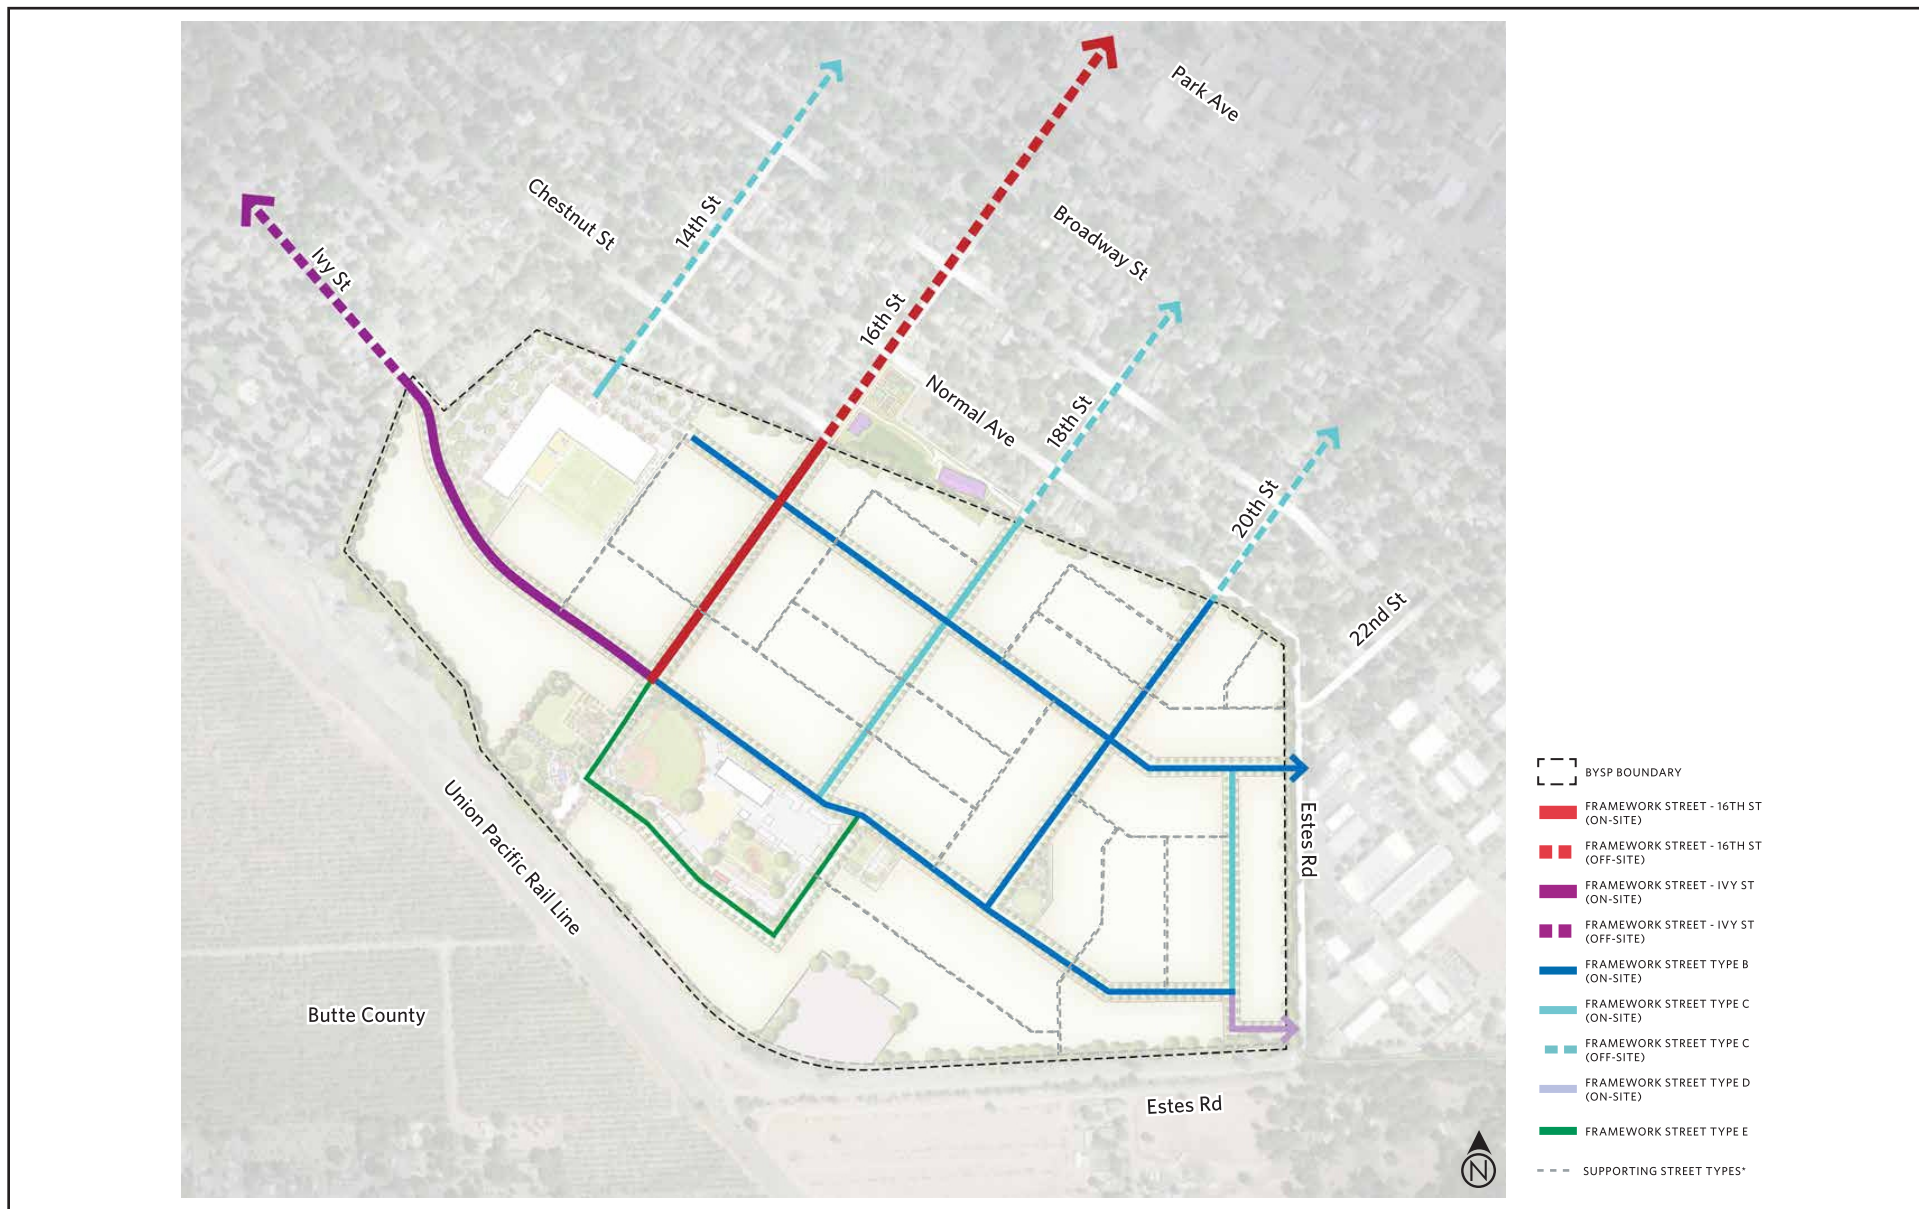 Park Ave
Chestnut St
14th St
Broadway St
Ivy St
16th St
Normal Ave
18th St
20th St
22nd St
Union Pacific Rail Line
Estes Rd
Butte County
Estes Rd
N
BYSP BOUNDARY
FRAMEWORK STREET - 16TH ST
(ON-SITE)
FRAMEWORK STREET - 16TH ST
(OFF-SITE)
FRAMEWORK STREET - IVY ST
(ON-SITE)
FRAMEWORK STREET - IVY ST
(OFF-SITE)
FRAMEWORK STREET TYPE B
(ON-SITE)
FRAMEWORK STREET TYPE C
(ON-SITE)
FRAMEWORK STREET TYPE C
(OFF-SITE)
FRAMEWORK STREET TYPE D
(ON-SITE)
FRAMEWORK STREET TYPE E
SUPPORTING STREET TYPES*